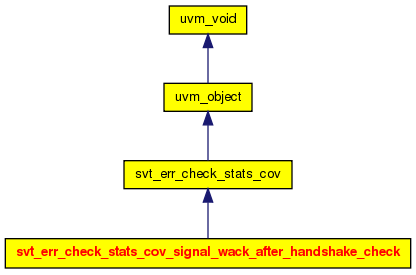 uvm_void
uvm_object
svt_err_check_stats_cov
svt_err_check_stats_cov_signal_wack_after_handshake_check